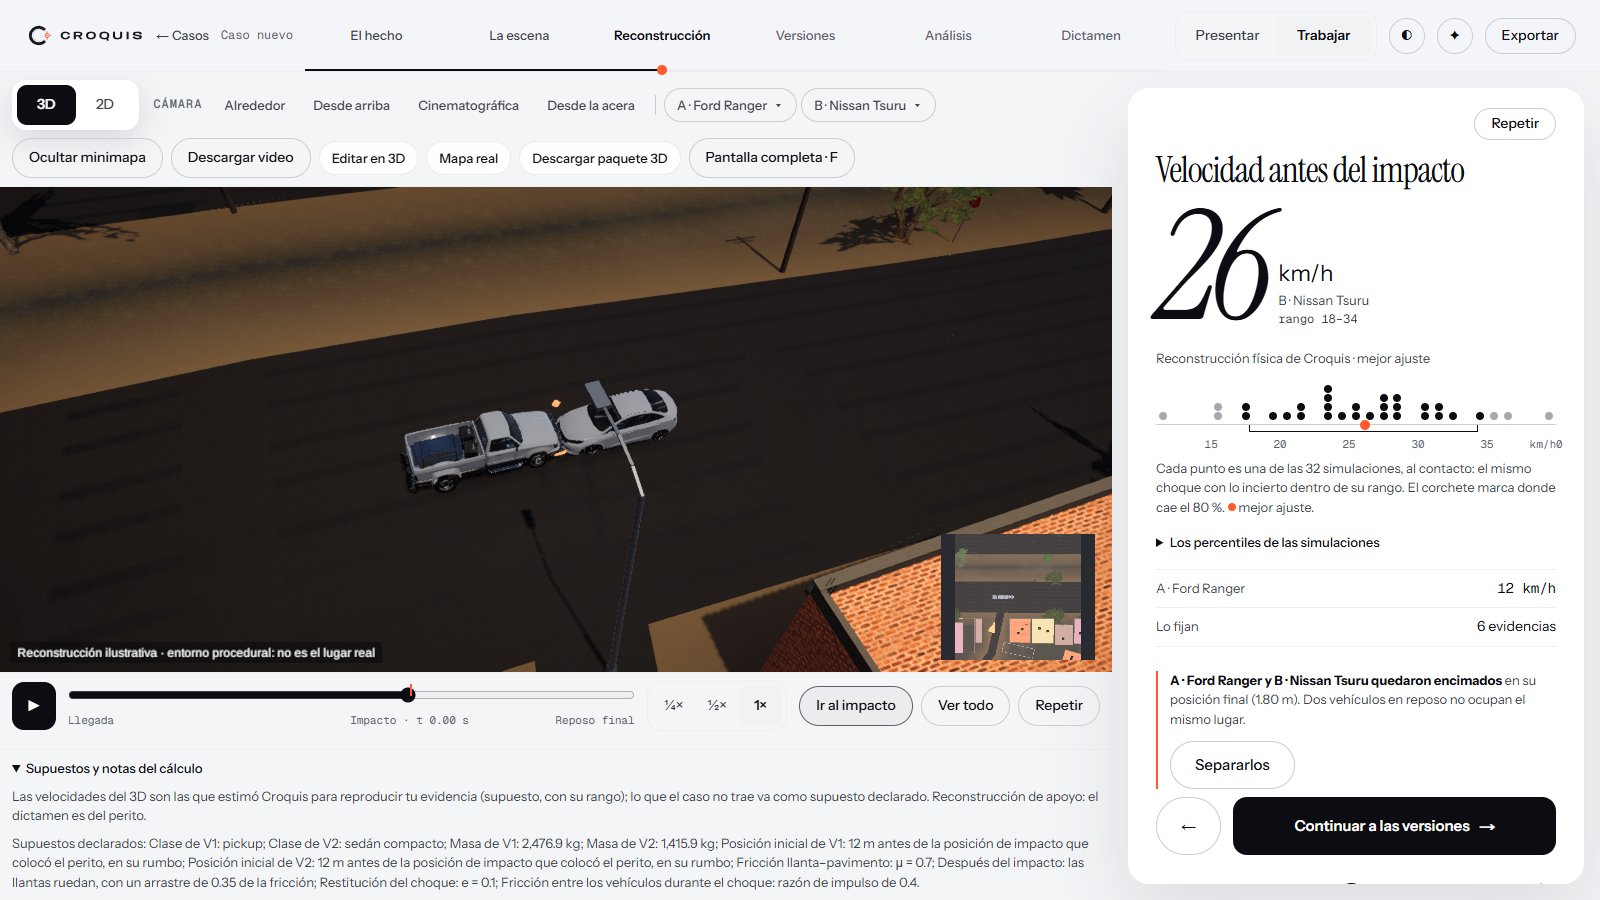 CROQUIS ← Casos Caso nuevo El hecho La escena Reconstrucción Versiones Análisis Dictamen Presentar Trabajar Exportar
3D 2D CÁMARA Alrededor Desde arriba Cinematográfica Desde la acera A · Ford Ranger B · Nissan Tsuru
Ocultar minimapa Descargar video Editar en 3D Mapa real Descargar paquete 3D Pantalla completa · F
Reconstrucción ilustrativa - entorno procedural: no es el lugar real
Llegada Impacto · t 0.00 s Reposo final
¼× ½× 1× Ir al impacto Ver todo Repetir
▼ Supuestos y notas del cálculo
Las velocidades del 3D son las que estimó Croquis para reproducir tu evidencia (supuesto, con su rango); lo que el caso no trae va como supuesto declarado. Reconstrucción de apoyo: el
dictamen es del perito.
Supuestos declarados: Clase de V1: pickup; Clase de V2: sedán compacto; Masa de V1: 2,476.9 kg; Masa de V2: 1,415.9 kg; Posición inicial de V1: 12 m antes de la posición de impacto que
colocó el perito, en su rumbo; Posición inicial de V2: 12 m antes de la posición de impacto que colocó el perito, en su rumbo; Fricción llanta–pavimento: μ = 0.7; Después del impacto: las
llantas ruedan, con un arrastre de 0.35 de la fricción; Restitución del choque: e = 0.1; Fricción entre los vehículos durante el choque: razón de impulso de 0.4.
Repetir
Velocidad antes del impacto
26 km/h
B · Nissan Tsuru
rango 18–34
Reconstrucción física de Croquis · mejor ajuste
15 20 25 30 35 km/h0
Cada punto es una de las 32 simulaciones, al contacto: el mismo
choque con lo incierto dentro de su rango. El corchete marca donde
cae el 80 %. mejor ajuste.
▶ Los percentiles de las simulaciones
A · Ford Ranger 12 km/h
Lo fijan 6 evidencias
A · Ford Ranger y B · Nissan Tsuru quedaron encimados en su
posición final (1.80 m). Dos vehículos en reposo no ocupan el
mismo lugar.
Separarlos
← Continuar a las versiones →